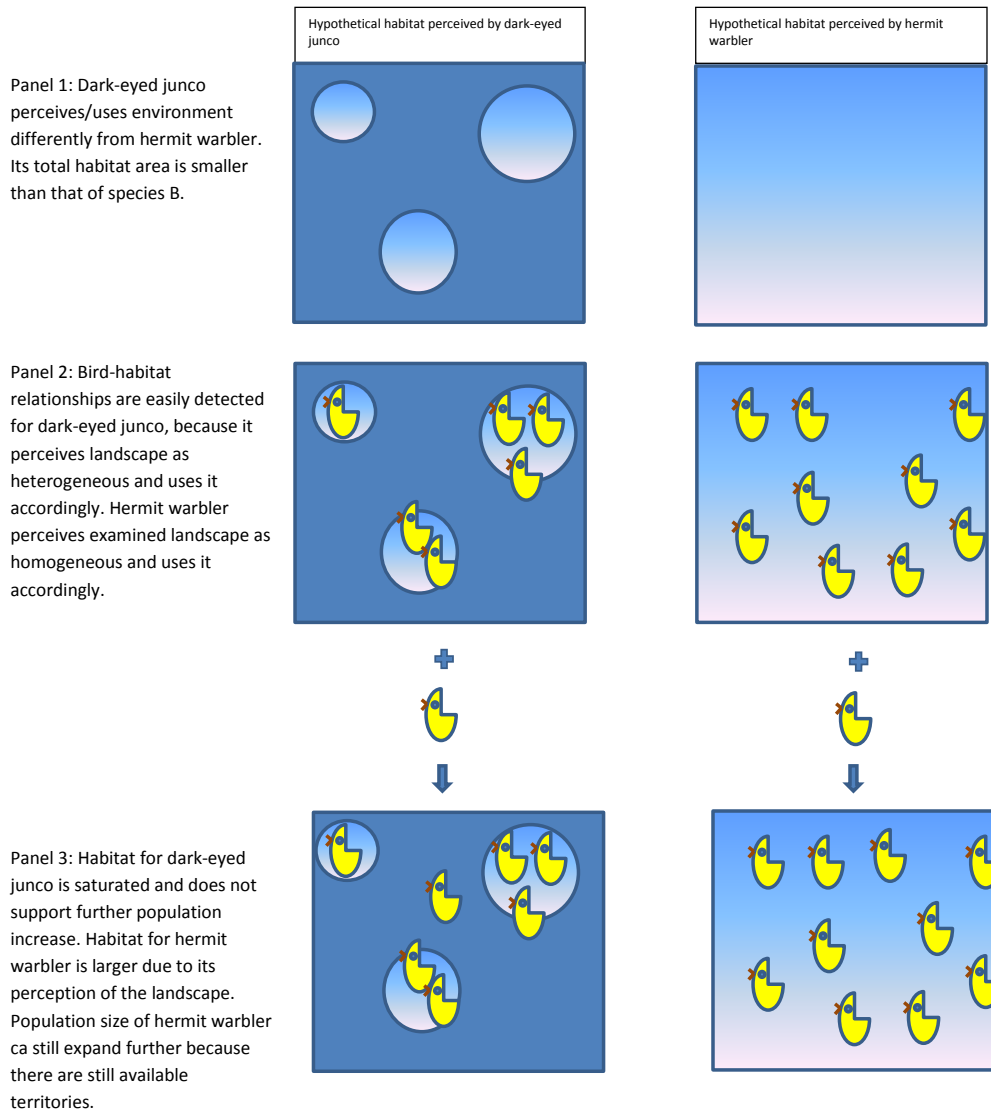 Hypothetical habitat perceived by dark-eyed
junco
Hypothetical habitat perceived by hermit
warbler
Panel 1: Dark-eyed junco
perceives/uses environment
differently from hermit warbler.
Its total habitat area is smaller
than that of species B.
Panel 2: Bird-habitat
relationships are easily detected
for dark-eyed junco, because it
perceives landscape as
heterogeneous and uses it
accordingly. Hermit warbler
perceives examined landscape as
homogeneous and uses it
accordingly.
Panel 3: Habitat for dark-eyed
junco is saturated and does not
support further population
increase. Habitat for hermit
warbler is larger due to its
perception of the landscape.
Population size of hermit warbler
ca still expand further because
there are still available
territories.